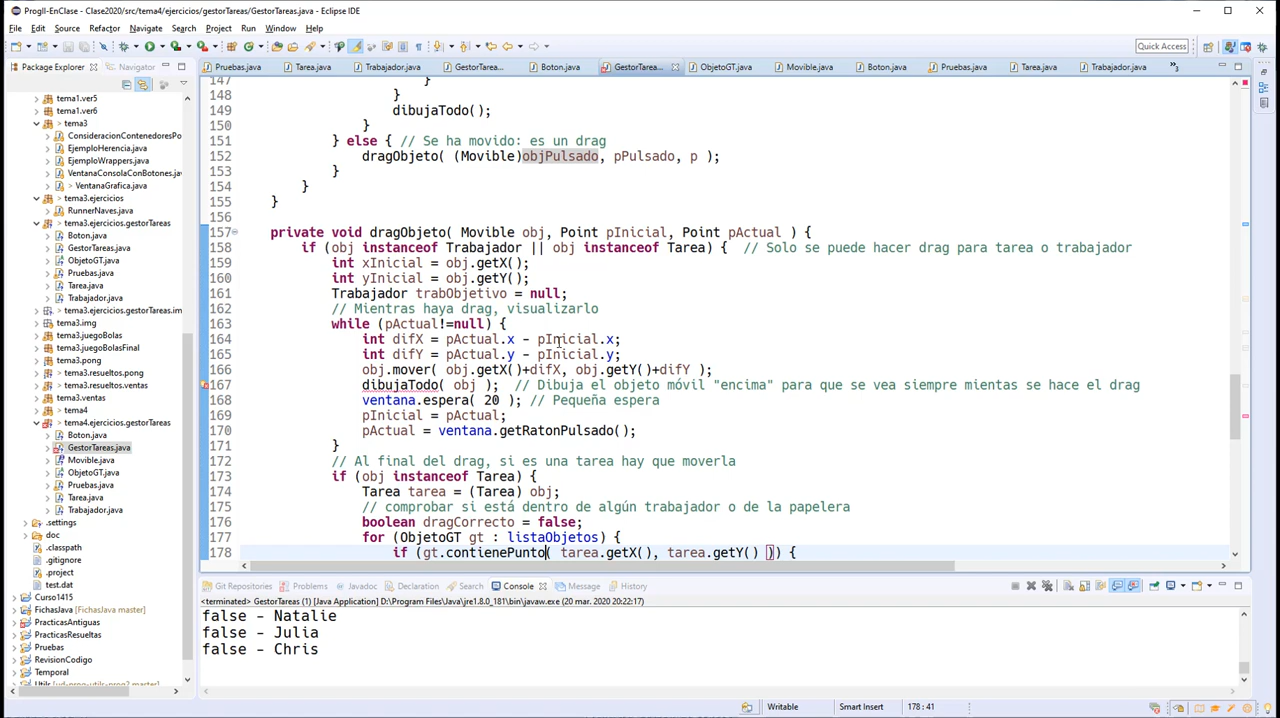 ProgII-EnClase - Clase2020/src/tema4/ejercicios/gestorTareas/GestorTareas.java - Eclipse IDE
File Edit Source Refactor Navigate Search Project Run Window Help
Quick Access
Package Explorer Navigator
Pruebas.java Tarea.java Trabajador.java GestorTarea... Boton.java GestorTarea... ObjetoGT.java Movible.java Boton.java Pruebas.java Tarea.java Trabajador.java
tema1.ver5
tema1.ver6
tema3
ConsideracionContenedoresPo
EjemploHerencia.java
EjemploWrappers.java
VentanaConsolaConBotones.jav
> VentanaGrafica.java
tema3.ejercicios
RunnerNaves.java
tema3.ejercicios.gestorTareas
Boton.java
GestorTareas.java
ObjetoGT.java
Pruebas.java
Tarea.java
Trabajador.java
tema3.ejercicios.gestorTareas.im
tema3.img
tema3.juegoBolas
tema3.juegoBolasFinal
tema3.pong
tema3.resueltos.pong
tema3.resueltos.ventas
tema3.ventas
> tema4
tema4.ejercicios.gestorTareas
Boton.java
GestorTareas.java
Movible.java
ObjetoGT.java
Pruebas.java
Tarea.java
Trabajador.java
.settings
doc
.classpath
.gitignore
.project
test.dat
Curso1415
FichasJava [FichasJava master]
PracticasAntiguas
PracticasResueltas
Pruebas
RevisionCodigo
Temporal
147 }
148 }
149 dibujaTodo();
150 }
151 } else { // Se ha movido: es un drag
152 dragObjeto( (Movible)objPulsado, pPulsado, p );
153 }
154 }
155 }
156
157 private void dragObjeto( Movible obj, Point pInicial, Point pActual ) {
158 if (obj instanceof Trabajador || obj instanceof Tarea) { // Solo se puede hacer drag para tarea o trabajador
159 int xInicial = obj.getX();
160 int yInicial = obj.getY();
161 Trabajador trabObjetivo = null;
162 // Mientras haya drag, visualizarlo
163 while (pActual!=null) {
164 int difX = pActual.x - pInicial.x;
165 int difY = pActual.y - pInicial.y;
166 obj.mover( obj.getX()+difX, obj.getY()+difY );
167 dibujaTodo( obj ); // Dibuja el objeto móvil "encima" para que se vea siempre mientas se hace el drag
168 ventana.espera( 20 ); // Pequeña espera
169 pInicial = pActual;
170 pActual = ventana.getRatonPulsado();
171 }
172 // Al final del drag, si es una tarea hay que moverla
173 if (obj instanceof Tarea) {
174 Tarea tarea = (Tarea) obj;
175 // comprobar si está dentro de algún trabajador o de la papelera
176 boolean dragCorrecto = false;
177 for (ObjetoGT gt : listaObjetos) {
178 if (gt.contienePunto( tarea.getX(), tarea.getY() )) {
Git Repositories Problems Javadoc Declaration Search Console Message History
<terminated> GestorTareas (1) [Java Application] D:\Program Files\Java\jre1.8.0_181\bin\javaw.exe (20 mar. 2020 20:22:17)
false - Natalie
false - Julia
false - Chris
Writable Smart Insert 178 : 41